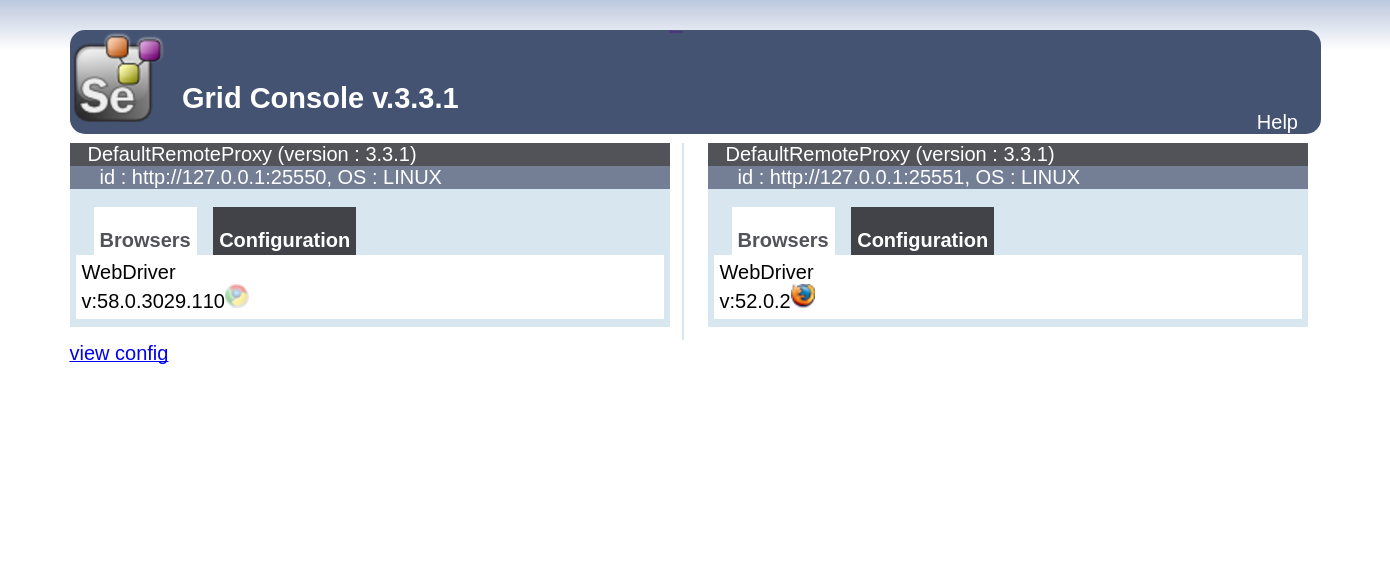 Se
Grid Console v.3.3.1
Help
DefaultRemoteProxy (version : 3.3.1)
id : http://127.0.0.1:25550, OS : LINUX
Browsers Configuration
WebDriver
v:58.0.3029.110
DefaultRemoteProxy (version : 3.3.1)
id : http://127.0.0.1:25551, OS : LINUX
Browsers Configuration
WebDriver
v:52.0.2
view config